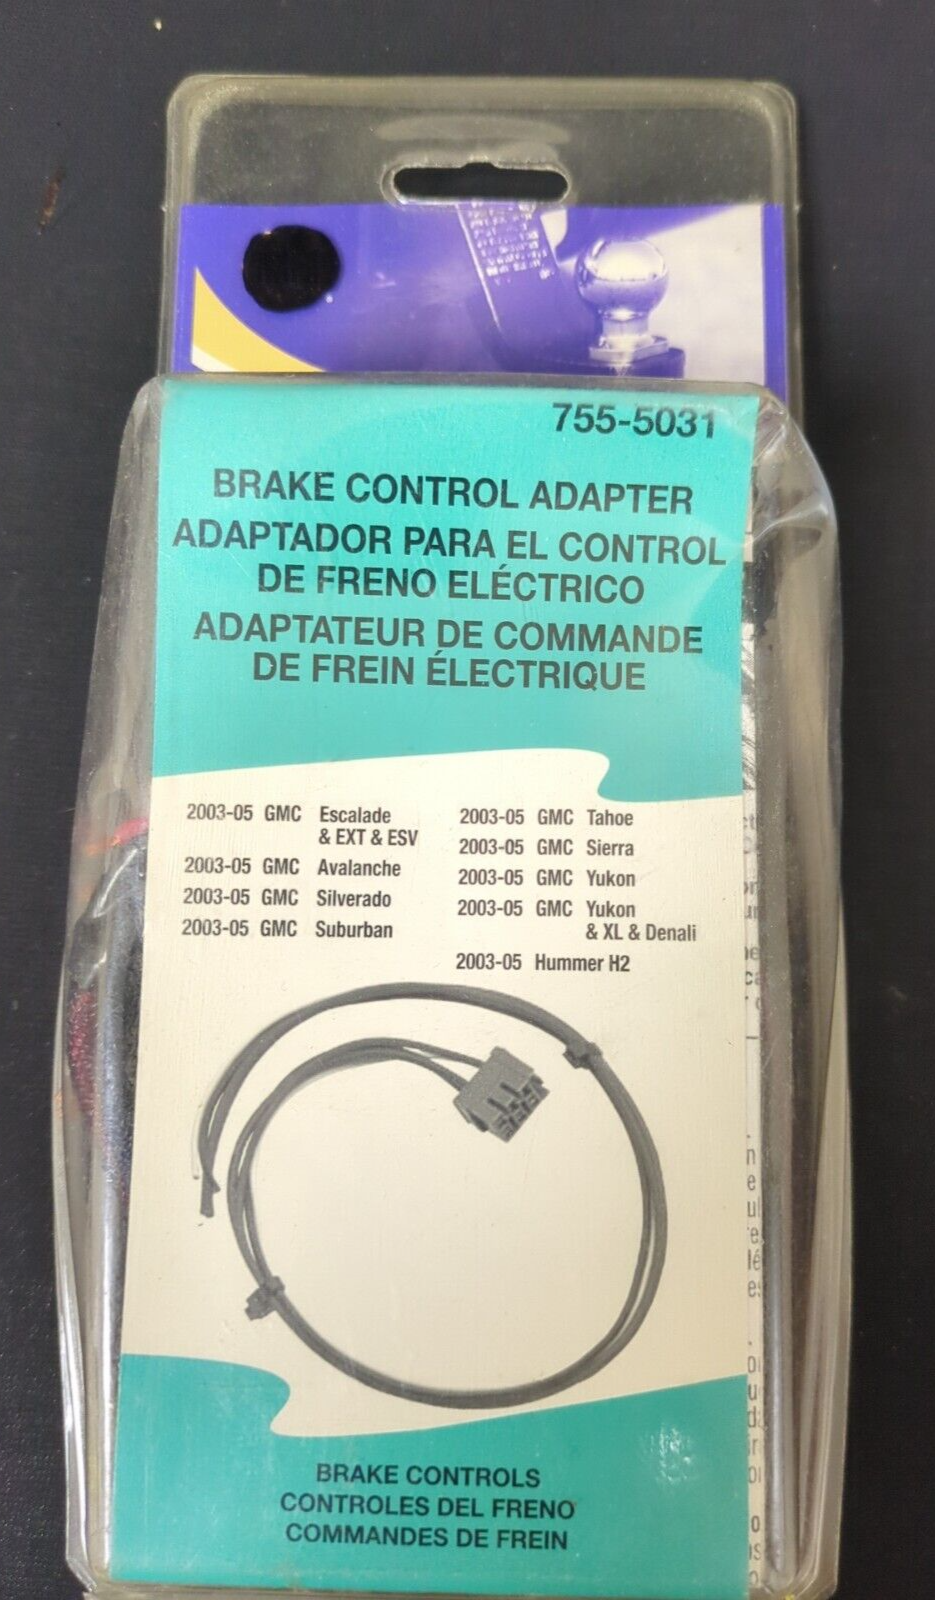 755-5031
BRAKE CONTROL ADAPTER
ADAPTADOR PARA EL CONTROL
DE FRENO ELÉCTRICO
ADAPTATEUR DE COMMANDE
DE FREIN ÉLECTRIQUE
2003-05 GMC Escalade
& EXT & ESV
2003-05 GMC Avalanche
2003-05 GMC Silverado
2003-05 GMC Suburban
2003-05 GMC Tahoe
2003-05 GMC Sierra
2003-05 GMC Yukon
2003-05 GMC Yukon
& XL & Denali
2003-05 Hummer H2
BRAKE CONTROLS
CONTROLES DEL FRENO
COMMANDES DE FREIN